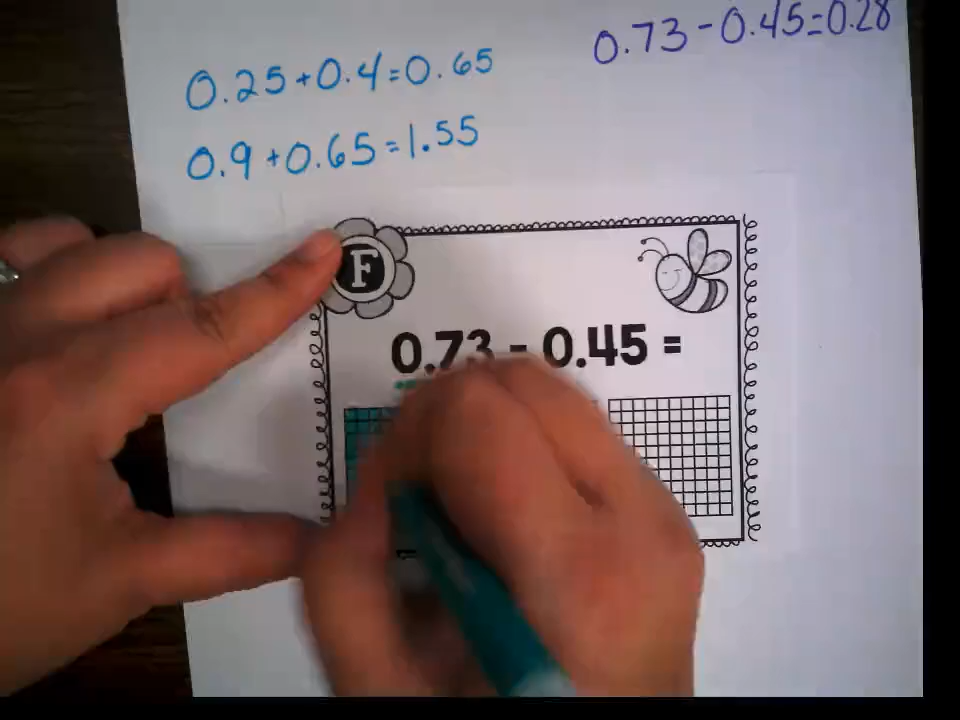 0.73 - 0.45 = 0.28
0.25 + 0.4 = 0.65
0.9 + 0.65 = 1.55
F
0.73 - 0.45 =